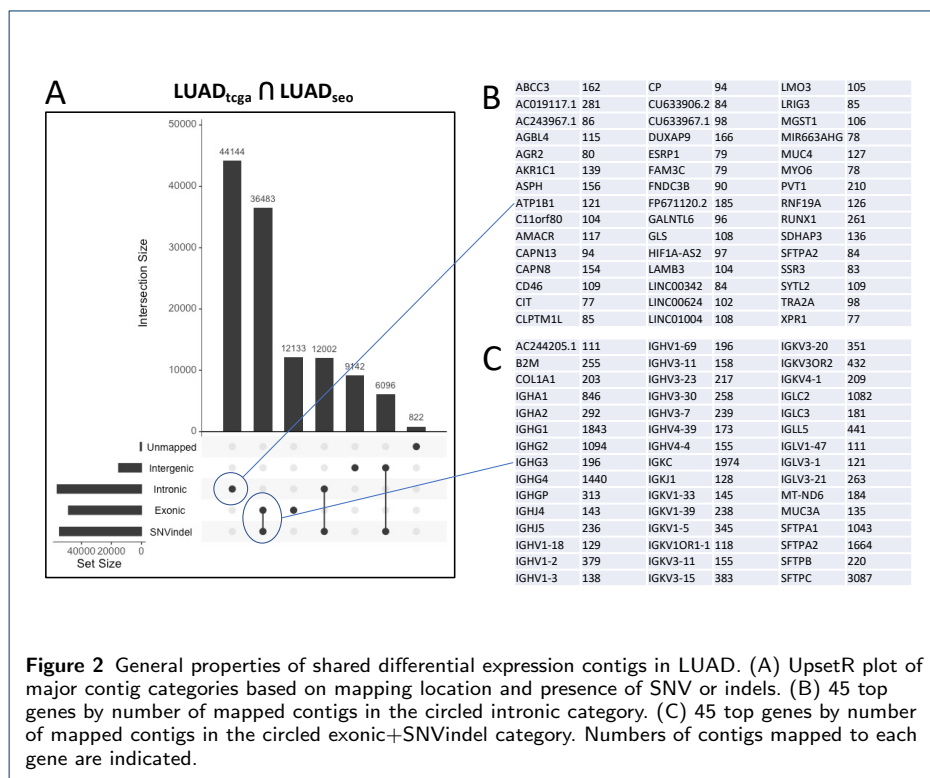 A
LUADtcga ⋂ LUADseo
50000
44144
40000
36483
30000
20000
12133
12002
10000
9142
6096
822
0
Intersection Size
Unmapped
Intergenic
Intronic
Exonic
SNVindel
40000 20000 0
Set Size
B
ABCC3 162 CP 94 LMO3 105
AC019117.1 281 CU633906.2 84 LRIG3 85
AC243967.1 86 CU633967.1 98 MGST1 106
AGBL4 115 DUXAP9 166 MIR663AHG 78
AGR2 80 ESRP1 79 MUC4 127
AKR1C1 139 FAM3C 79 MYO6 78
ASPH 156 FNDC3B 90 PVT1 210
ATP1B1 121 FP671120.2 185 RNF19A 126
C11orf80 104 GALNTL6 96 RUNX1 261
AMACR 117 GLS 108 SDHAP3 136
CAPN13 94 HIF1A-AS2 97 SFTPA2 84
CAPN8 154 LAMB3 104 SSR3 83
CD46 109 LINC00342 84 SYTL2 109
CIT 77 LINC00624 102 TRA2A 98
CLPTM1L 85 LINC01004 108 XPR1 77
C
AC244205.1 111 IGHV1-69 196 IGKV3-20 351
B2M 255 IGHV3-11 158 IGKV3OR2 432
COL1A1 203 IGHV3-23 217 IGKV4-1 209
IGHA1 846 IGHV3-30 258 IGLC2 1082
IGHA2 292 IGHV3-7 239 IGLC3 181
IGHG1 1843 IGHV4-39 173 IGLL5 441
IGHG2 1094 IGHV4-4 155 IGLV1-47 111
IGHG3 196 IGKC 1974 IGLV3-1 121
IGHG4 1440 IGKJ1 128 IGLV3-21 263
IGHGP 313 IGKV1-33 145 MT-ND6 184
IGHJ4 143 IGKV1-39 238 MUC3A 135
IGHJ5 236 IGKV1-5 345 SFTPA1 1043
IGHV1-18 129 IGKV1OR1-1 118 SFTPA2 1664
IGHV1-2 379 IGKV3-11 155 SFTPB 220
IGHV1-3 138 IGKV3-15 383 SFTPC 3087
Figure 2 General properties of shared differential expression contigs in LUAD. (A) UpsetR plot of
major contig categories based on mapping location and presence of SNV or indels. (B) 45 top
genes by number of mapped contigs in the circled intronic category. (C) 45 top genes by number
of mapped contigs in the circled exonic+SNVindel category. Numbers of contigs mapped to each
gene are indicated.